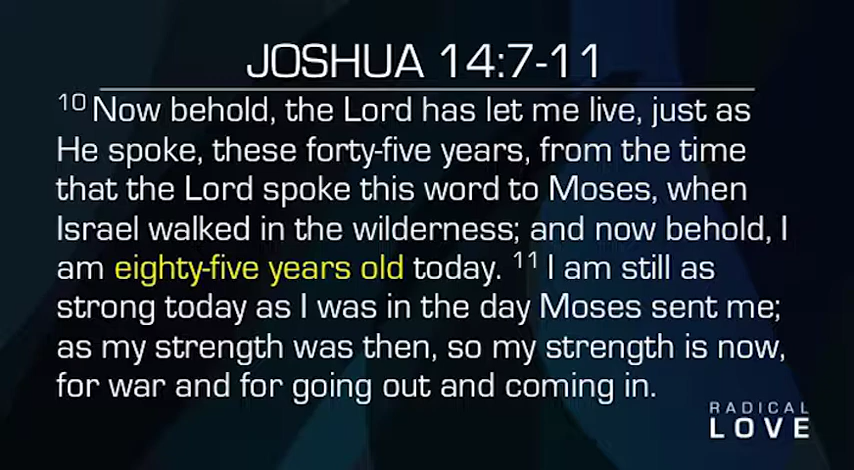 JOSHUA 14:7-11
10 Now behold, the Lord has let me live, just as
He spoke, these forty-five years, from the time
that the Lord spoke this word to Moses, when
Israel walked in the wilderness; and now behold, I
am eighty-five years old today. 11 I am still as
strong today as I was in the day Moses sent me;
as my strength was then, so my strength is now,
for war and for going out and coming in.
RADICAL
LOVE